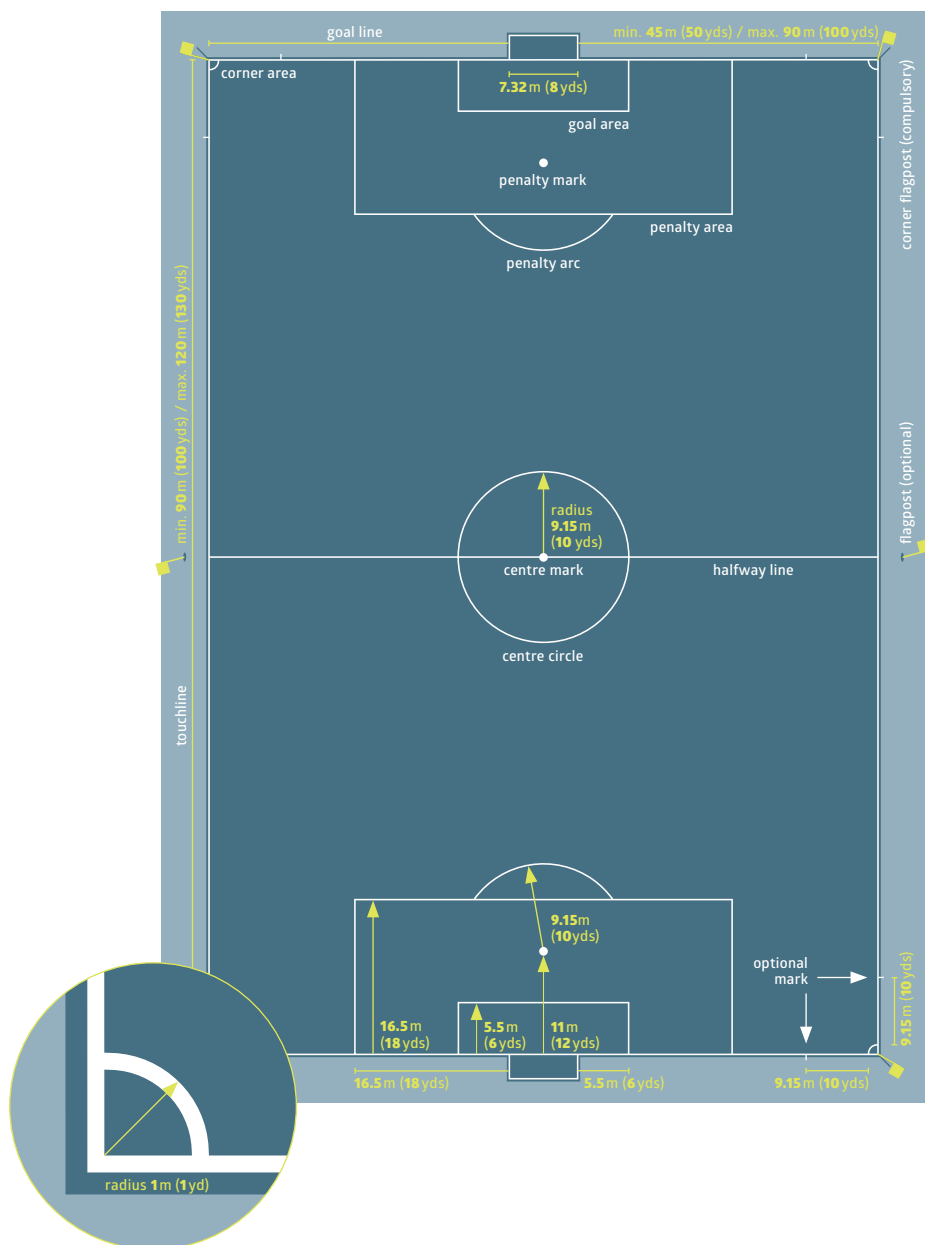 goal line
min. 45 m (50 yds) / max. 90 m (100 yds)
corner area
7.32 m (8 yds)
goal area
penalty mark
penalty area
penalty arc
corner flagpost (compulsory)
min. 90 m (100 yds) / max. 120 m (130 yds)
flagpost (optional)
radius
9.15 m
(10 yds)
centre mark
halfway line
centre circle
touchline
9.15 m
(10 yds)
optional
mark
9.15 m (10 yds)
16.5 m
(18 yds)
5.5 m
(6 yds)
11 m
(12 yds)
16.5 m (18 yds)
5.5 m (6 yds)
9.15 m (10 yds)
radius 1 m (1 yd)